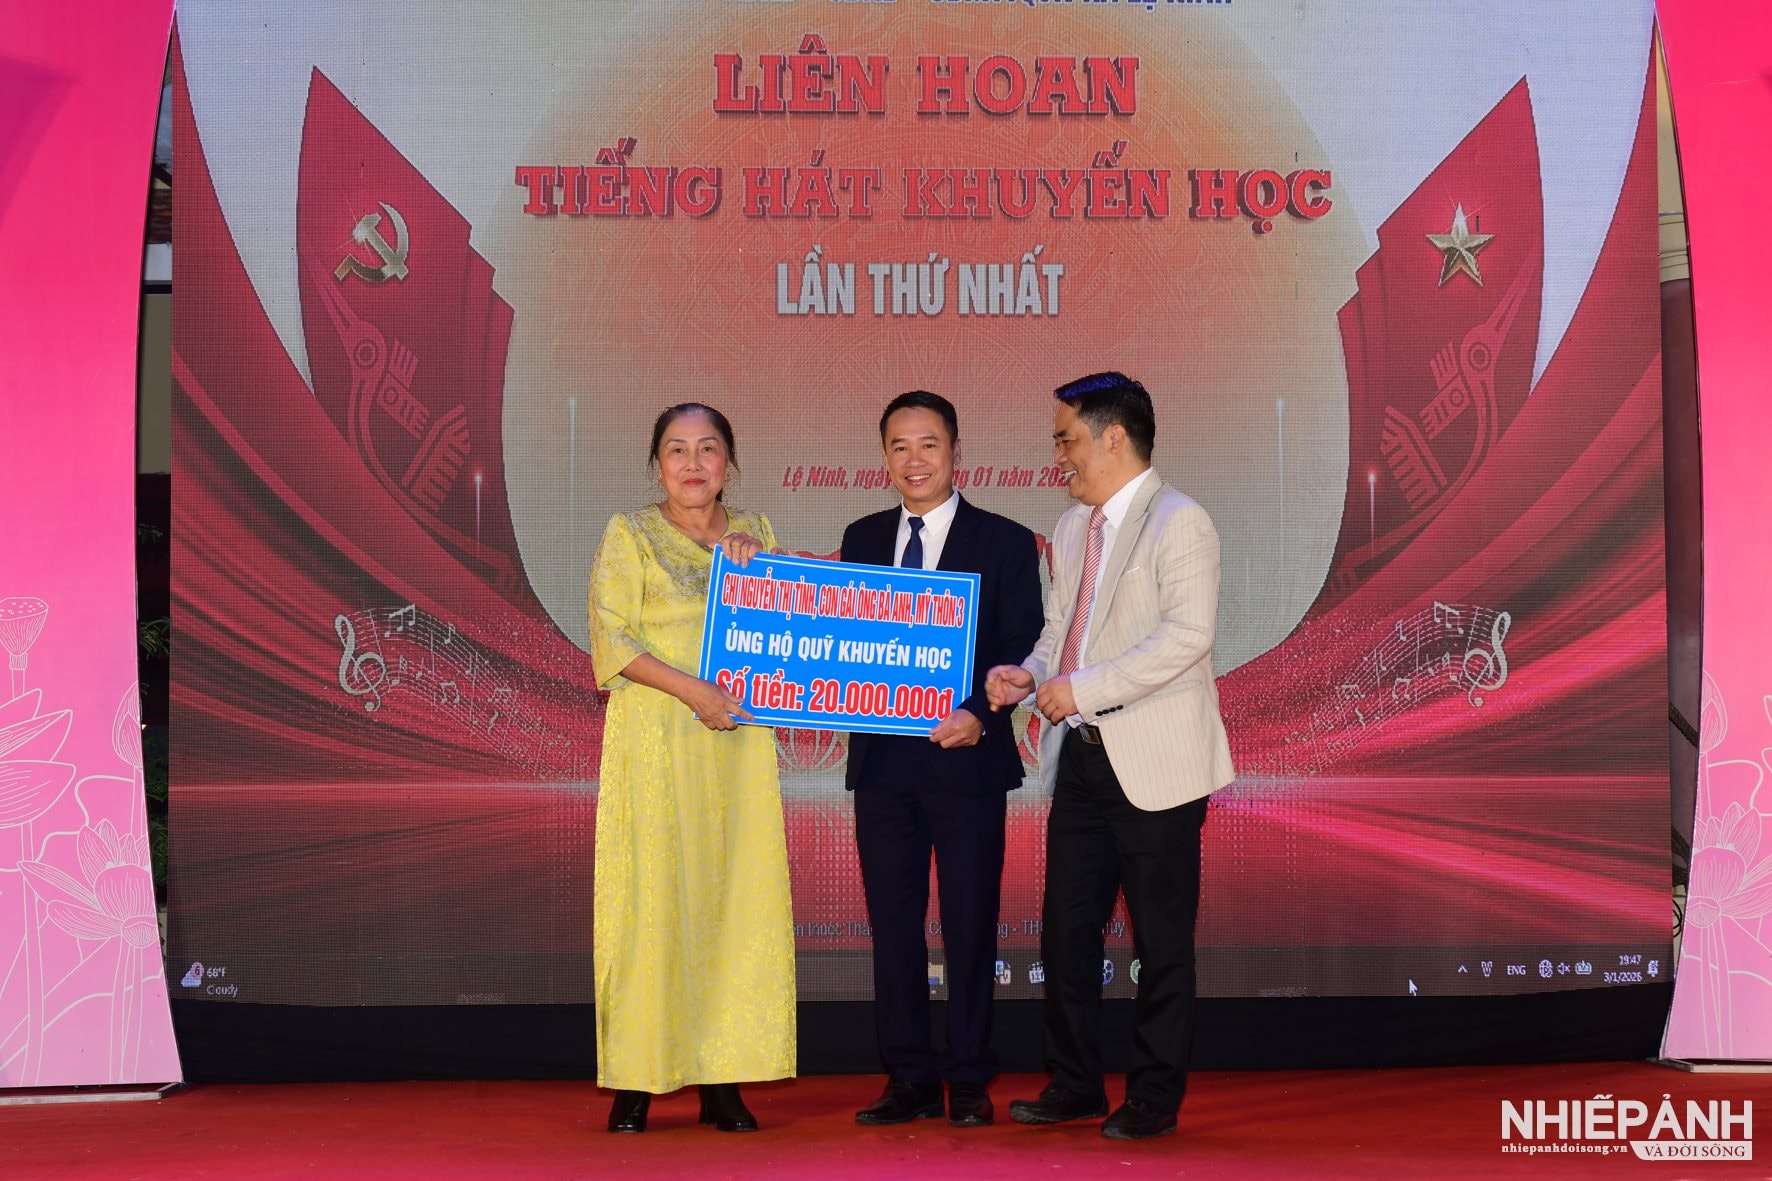 LIÊN HOAN
TIẾNG HÁT KHUYẾN HỌC
LẦN THỨ NHẤT
Lệ Ninh, ngày 01 năm
CHỊ NGUYỄN THỊ TÌNH, CON GÁI ÔNG BÀ ANH, MỸ THÔN 3
ỦNG HỘ QUỸ KHUYẾN HỌC
Số tiền: 20.000.000đ
68°F
Cloudy
ENG
19:47
3/1/2026
NHIẾPẢNH
nhiepanhdoisong.vn VÀ ĐỜI SỐNG